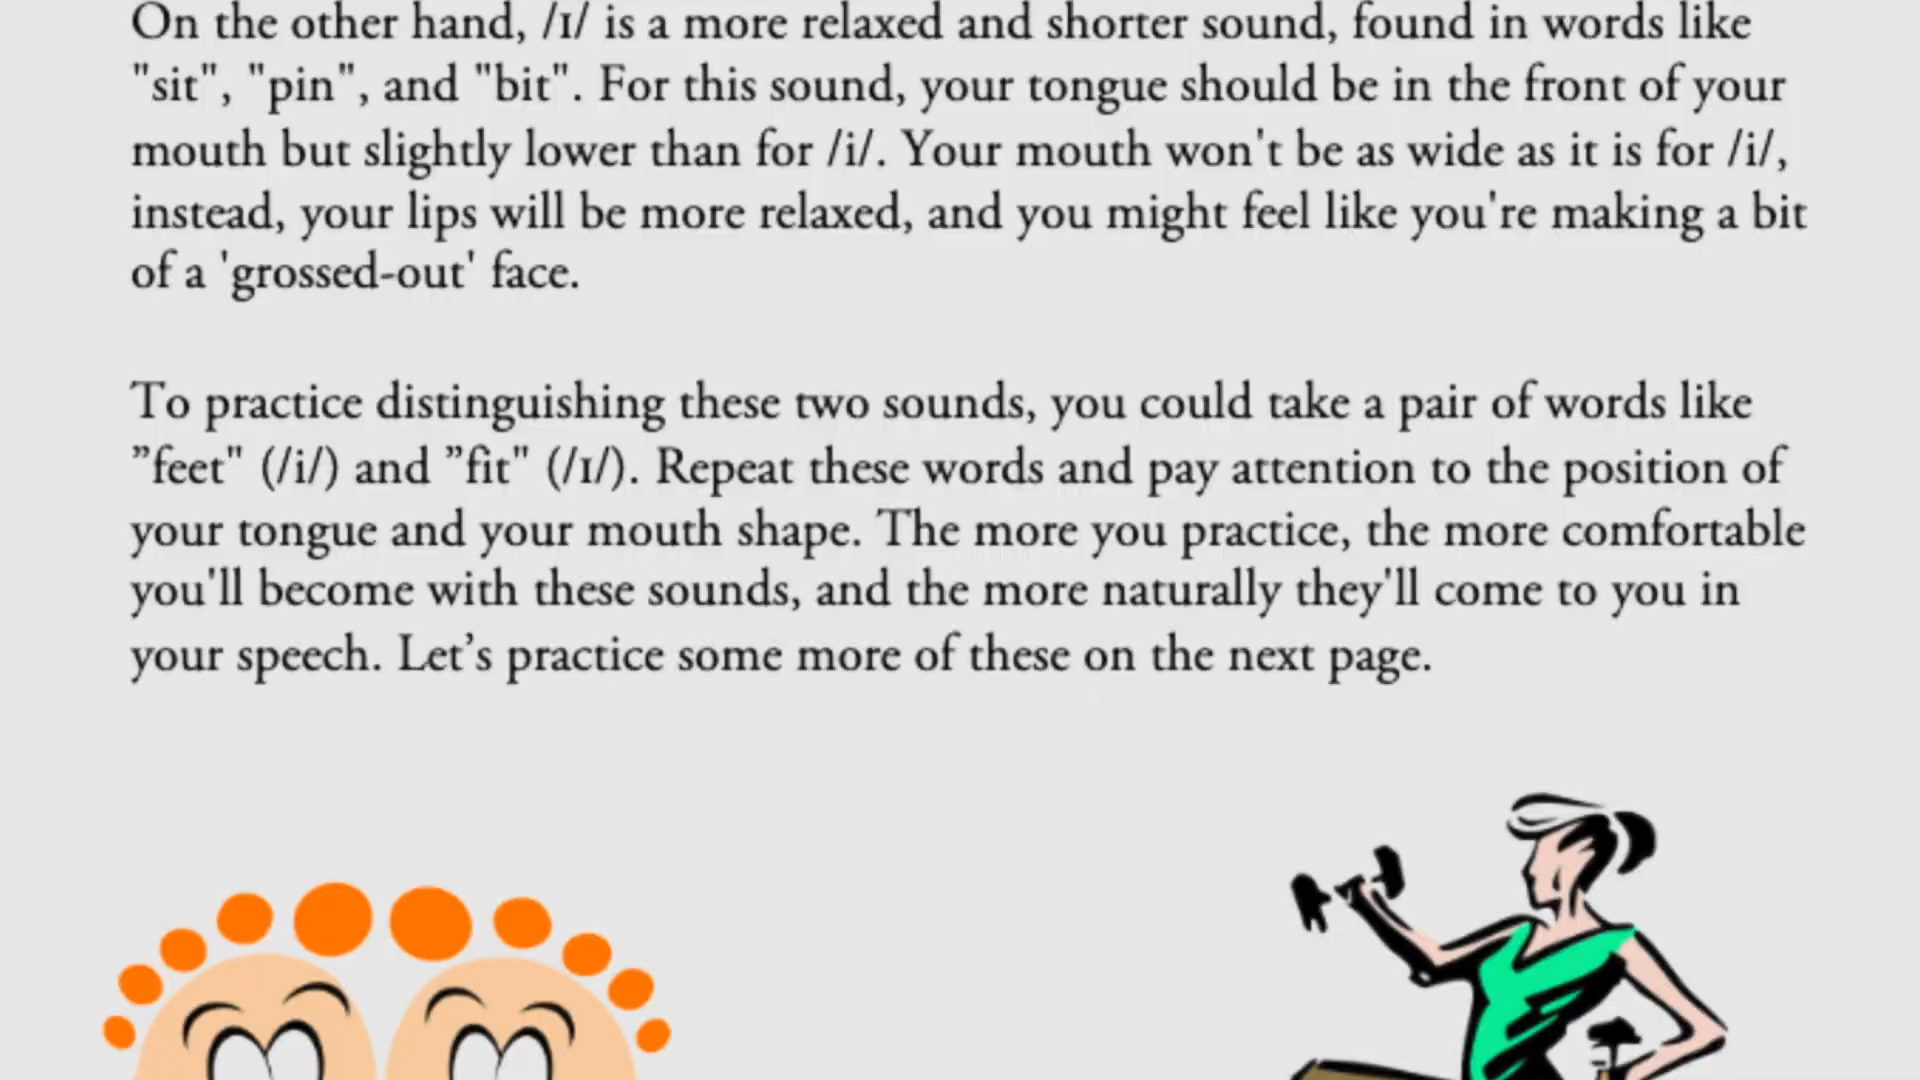 On the other hand, /ɪ/ is a more relaxed and shorter sound, found in words like
"sit", "pin", and "bit". For this sound, your tongue should be in the front of your
mouth but slightly lower than for /i/. Your mouth won't be as wide as it is for /i/,
instead, your lips will be more relaxed, and you might feel like you're making a bit
of a 'grossed-out' face.
To practice distinguishing these two sounds, you could take a pair of words like
”feet" (/i/) and ”fit" (/ɪ/). Repeat these words and pay attention to the position of
your tongue and your mouth shape. The more you practice, the more comfortable
you'll become with these sounds, and the more naturally they'll come to you in
your speech. Let’s practice some more of these on the next page.